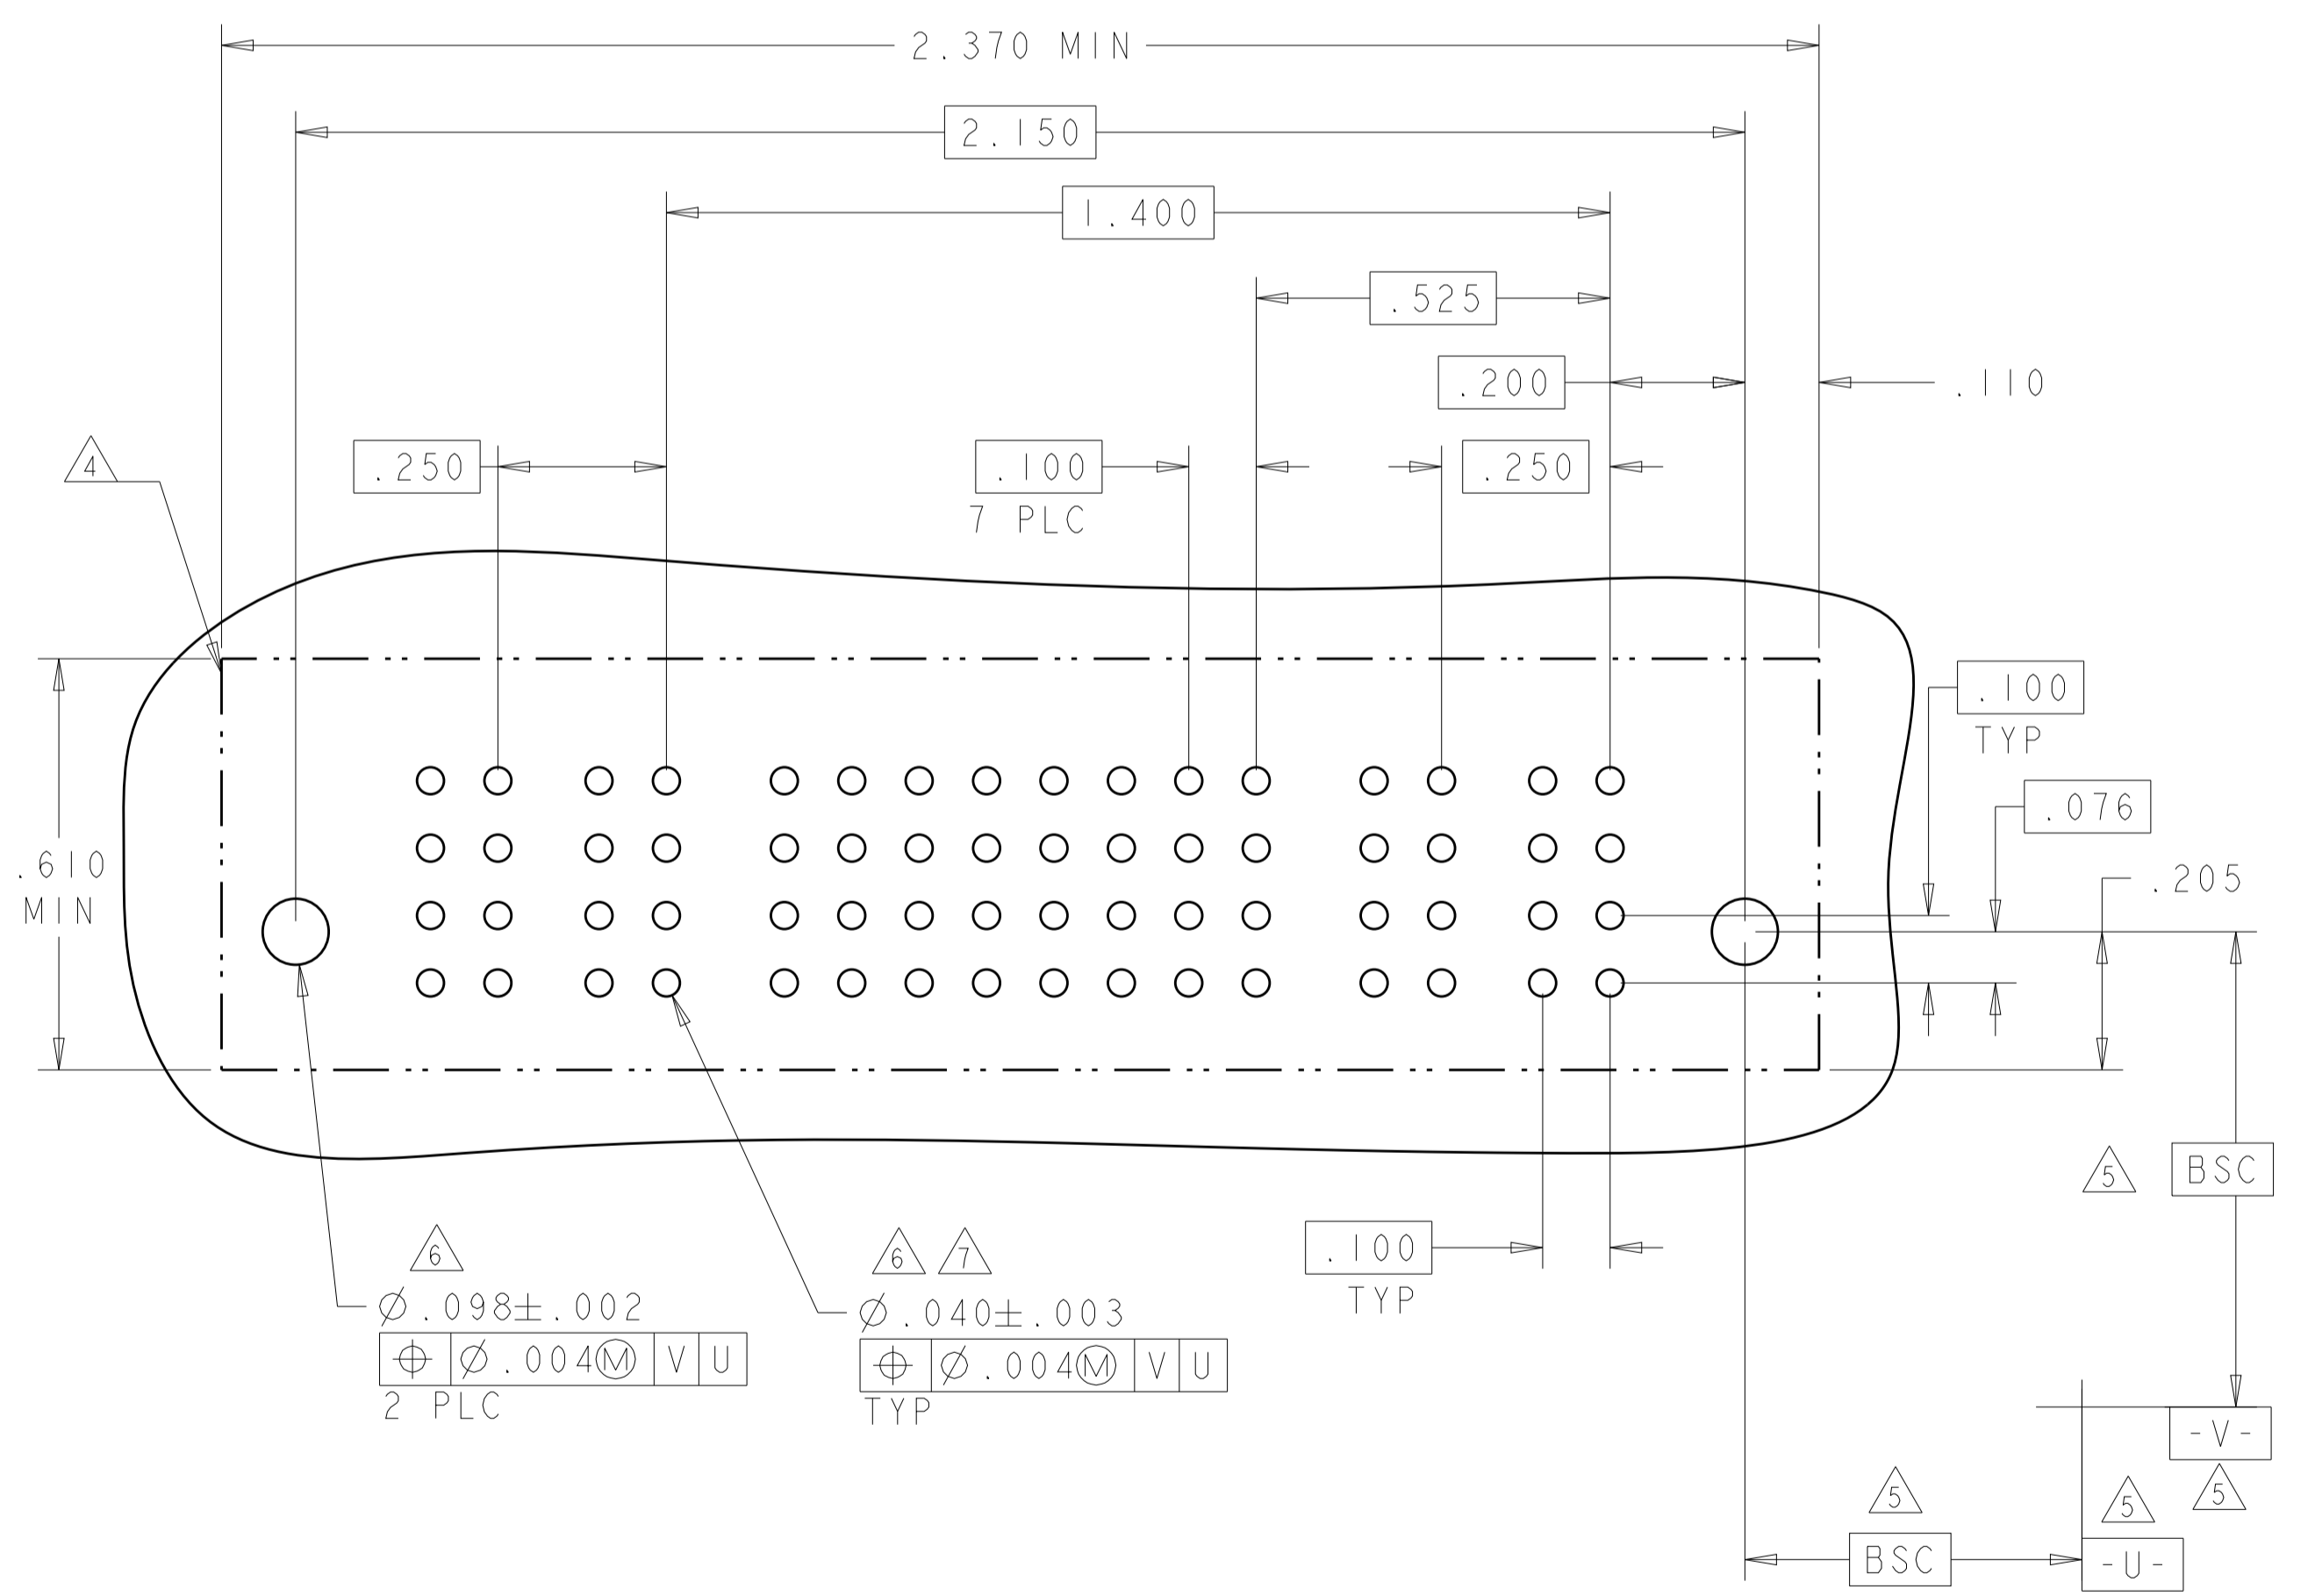 2.370 MIN
2.150
1.400
.525
.200
.110
4
.250
.100
.250
7 PLC
.100
TYP
.076
.610
MIN
.205
5
BSC
6
6 7
.100
TYP
Ø.098±.002
Ø.040±.003
⌖ Ø.004Ⓜ V U
⌖ Ø.004Ⓜ V U
2 PLC
TYP
-V-
5
5
5
BSC
-U-